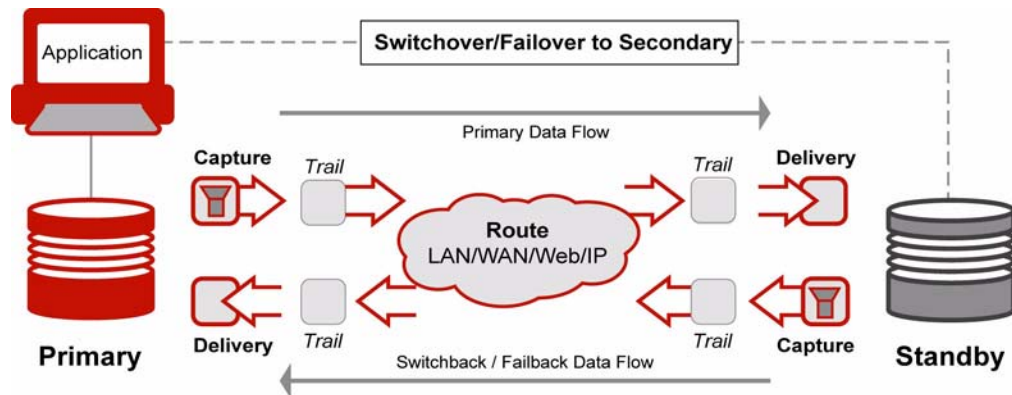 Application
Switchover/Failover to Secondary
Primary Data Flow
Capture
Trail
Trail
Delivery
Route
LAN/WAN/Web/IP
Delivery
Trail
Trail
Capture
Primary
Switchback / Failback Data Flow
Standby